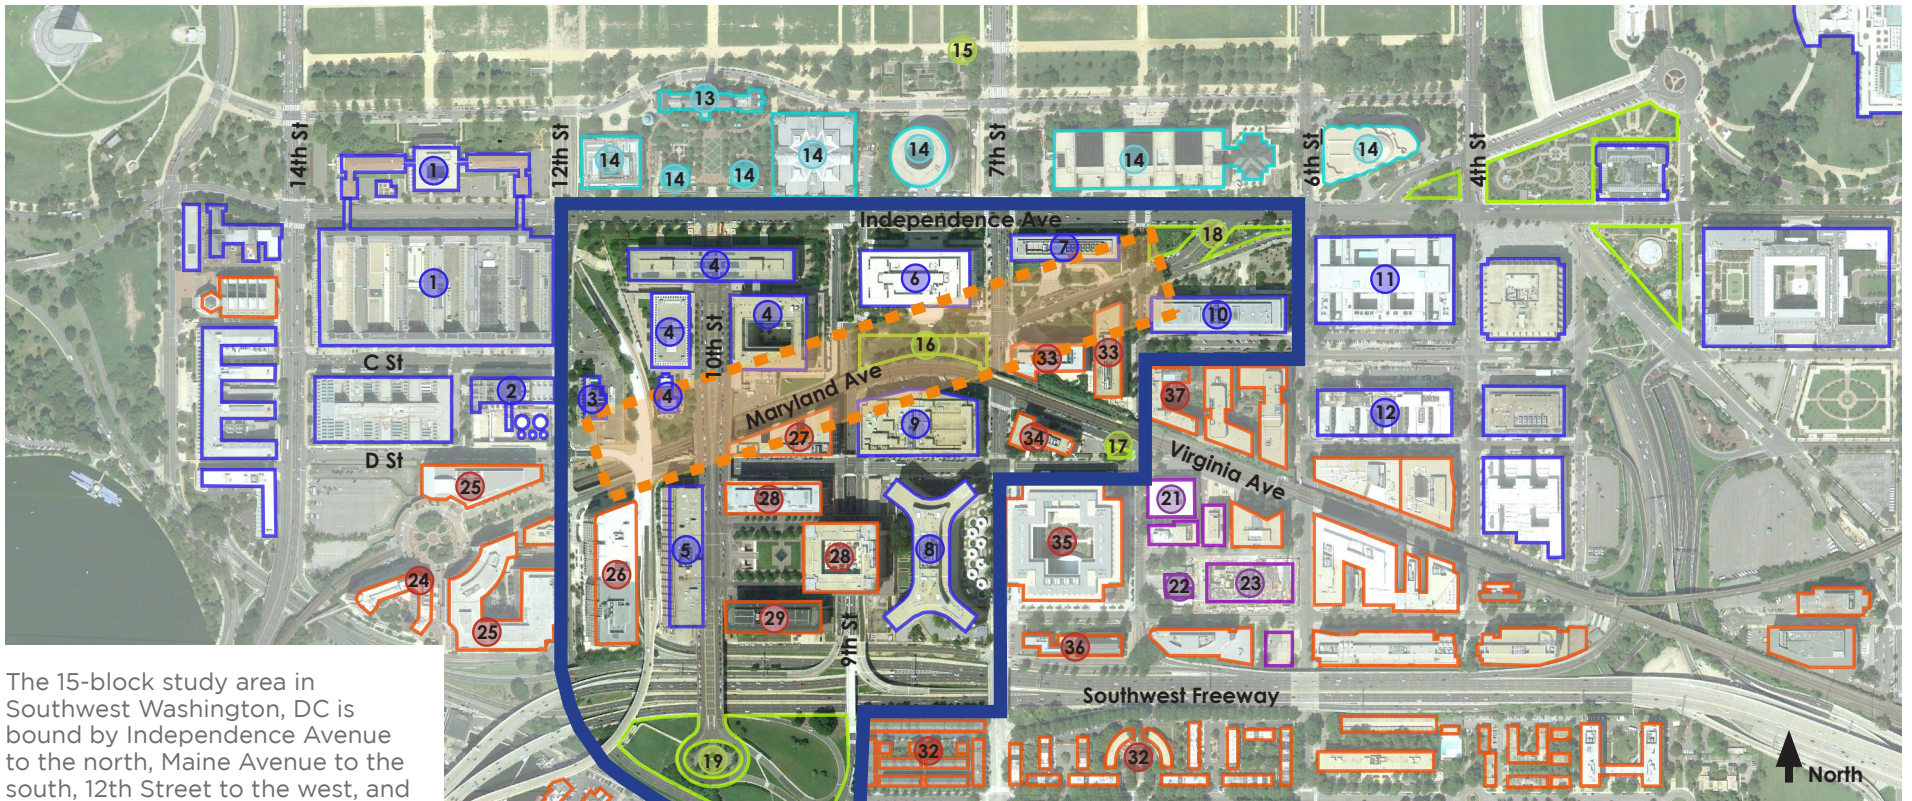 15
13
14th St
12th St
7th St
6th St
4th St
14
14
14
14
14
14
14
1
Independence Ave
18
7
4
6
11
1
10
4
4
10th St
16
33
33
C St
2
3
4
Maryland Ave
37
12
9
27
34
17
D St
Virginia Ave
25
28
21
5
28
8
35
26
24
22
23
29
25
9th St
36
Southwest Freeway
19
32
32
North
The 15-block study area in
Southwest Washington, DC is
bound by Independence Avenue
to the north, Maine Avenue to the
south, 12th Street to the west, and